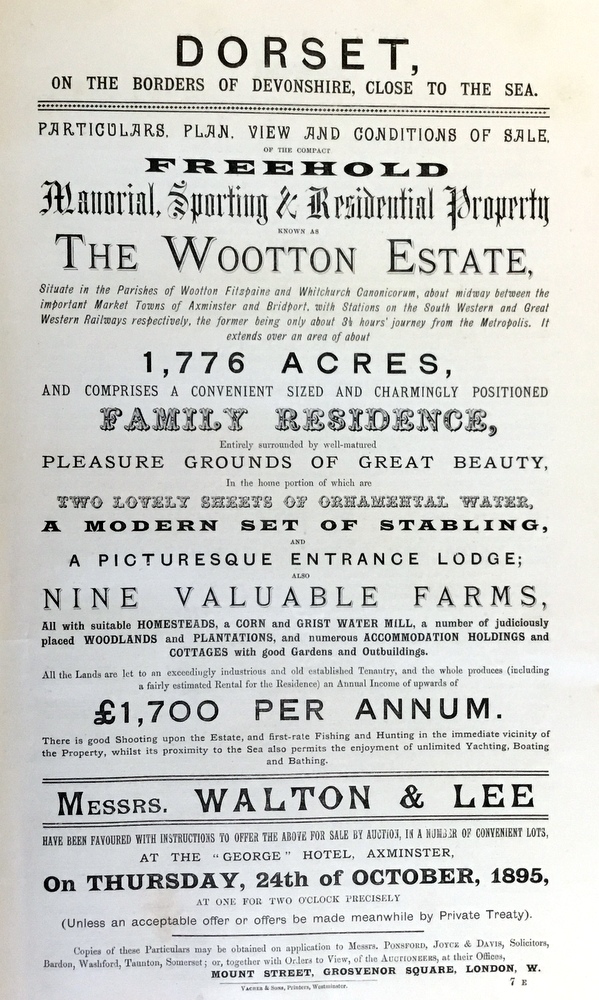 DORSET,
ON THE BORDERS OF DEVONSHIRE, CLOSE TO THE SEA.
PARTICULARS, PLAN, VIEW AND CONDITIONS OF SALE,
OF THE COMPACT
FREEHOLD
Manorial, Sporting & Residential Property
KNOWN AS
THE WOOTTON ESTATE,
Situate in the Parishes of Wootton Fitzpaine and Whitchurch Canonicorum, about midway between the
important Market Towns of Axminster and Bridport, with Stations on the South Western and Great
Western Railways respectively, the former being only about 3½ hours' journey from the Metropolis. It
extends over an area of about
1,776 ACRES,
AND COMPRISES A CONVENIENT SIZED AND CHARMINGLY POSITIONED
FAMILY RESIDENCE,
Entirely surrounded by well-matured
PLEASURE GROUNDS OF GREAT BEAUTY,
In the home portion of which are
TWO LOVELY SHEETS OF ORNAMENTAL WATER,
A MODERN SET OF STABLING,
AND
A PICTURESQUE ENTRANCE LODGE;
ALSO
NINE VALUABLE FARMS,
All with suitable HOMESTEADS, a CORN and GRIST WATER MILL, a number of judiciously
placed WOODLANDS and PLANTATIONS, and numerous ACCOMMODATION HOLDINGS and
COTTAGES with good Gardens and Outbuildings.
All the Lands are let to an exceedingly industrious and old established Tenantry, and the whole produces (including
a fairly estimated Rental for the Residence) an Annual Income of upwards of
£1,700 PER ANNUM.
There is good Shooting upon the Estate, and first-rate Fishing and Hunting in the immediate vicinity of
the Property, whilst its proximity to the Sea also permits the enjoyment of unlimited Yachting, Boating
and Bathing.
MESSRS. WALTON & LEE
HAVE BEEN FAVOURED WITH INSTRUCTIONS TO OFFER THE ABOVE FOR SALE BY AUCTION, IN A NUMBER OF CONVENIENT LOTS,
AT THE "GEORGE" HOTEL, AXMINSTER,
On THURSDAY, 24th of OCTOBER, 1895,
AT ONE FOR TWO O'CLOCK PRECISELY
(Unless an acceptable offer or offers be made meanwhile by Private Treaty).
Copies of these Particulars may be obtained on application to Messrs. PONSFORD, JOYCE & DAVIS, Solicitors,
Bardon, Washford, Taunton, Somerset; or, together with Orders to View, of the AUCTIONEERS, at their Offices,
MOUNT STREET, GROSVENOR SQUARE, LONDON, W.
& SONS, Printers, Westminster.
7 E